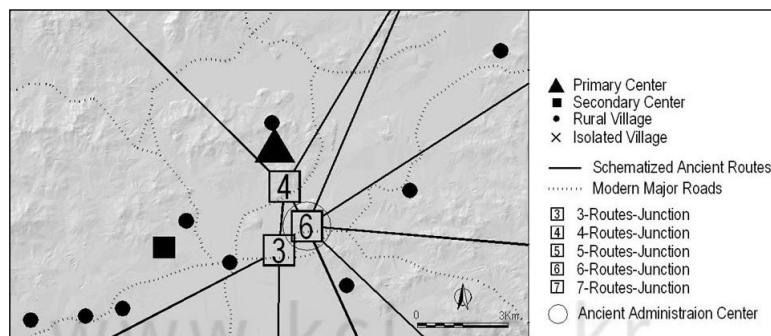 4
6
3
0 3Km
Primary Center
Secondary Center
Rural Village
Isolated Village
Schematized Ancient Routes
Modern Major Roads
3 3-Routes-Junction
4 4-Routes-Junction
5 5-Routes-Junction
6 6-Routes-Junction
7 7-Routes-Junction
Ancient Administraion Center